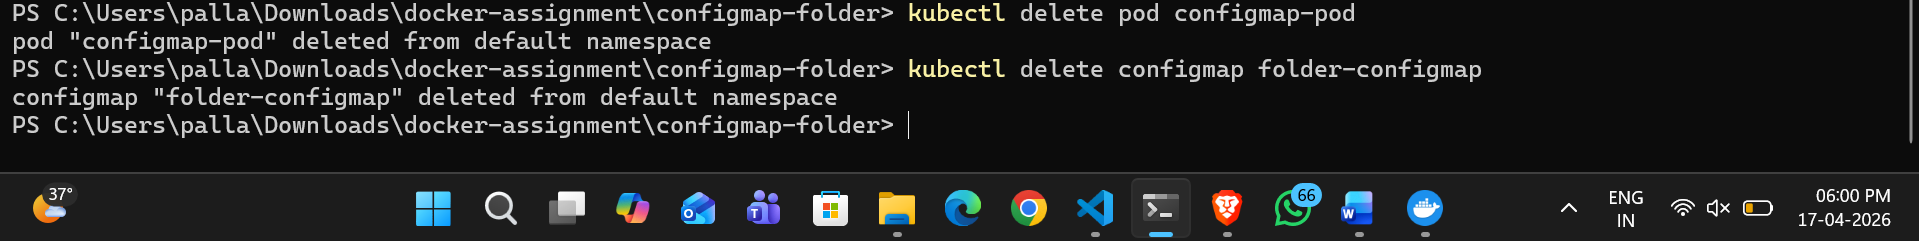 PS C:\Users\palla\Downloads\docker-assignment\configmap-folder> kubectl delete pod configmap-pod
pod "configmap-pod" deleted from default namespace
PS C:\Users\palla\Downloads\docker-assignment\configmap-folder> kubectl delete configmap folder-configmap
configmap "folder-configmap" deleted from default namespace
PS C:\Users\palla\Downloads\docker-assignment\configmap-folder>
37°
66
ENG
IN
06:00 PM
17-04-2026